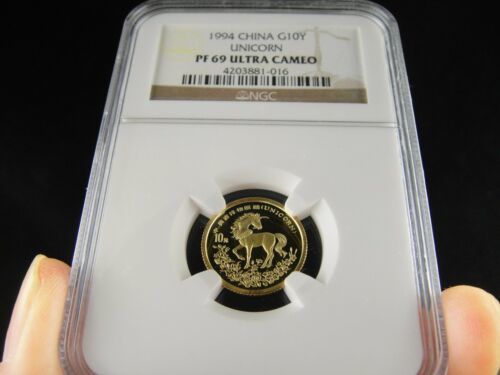 1994 CHINA G10Y
UNICORN
PF 69 ULTRA CAMEO
4203881-016
NGC
(UNICORN)
10元